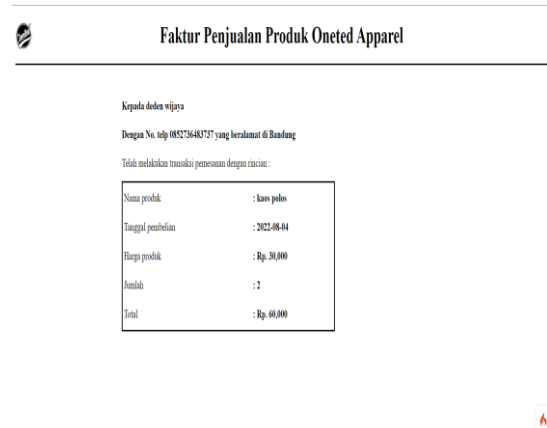 Faktur Penjualan Produk Oneted Apparel
Kepada deden wijaya
Dengan No. telp 0852736483737 yang beralamat di Bandung
Telah melakukan transaksi pemesanan dengan rincian :
Nama produk : kaos polos
Tanggal pembelian : 2022-08-04
Harga produk : Rp. 30,000
Jumlah : 2
Total : Rp. 60,000